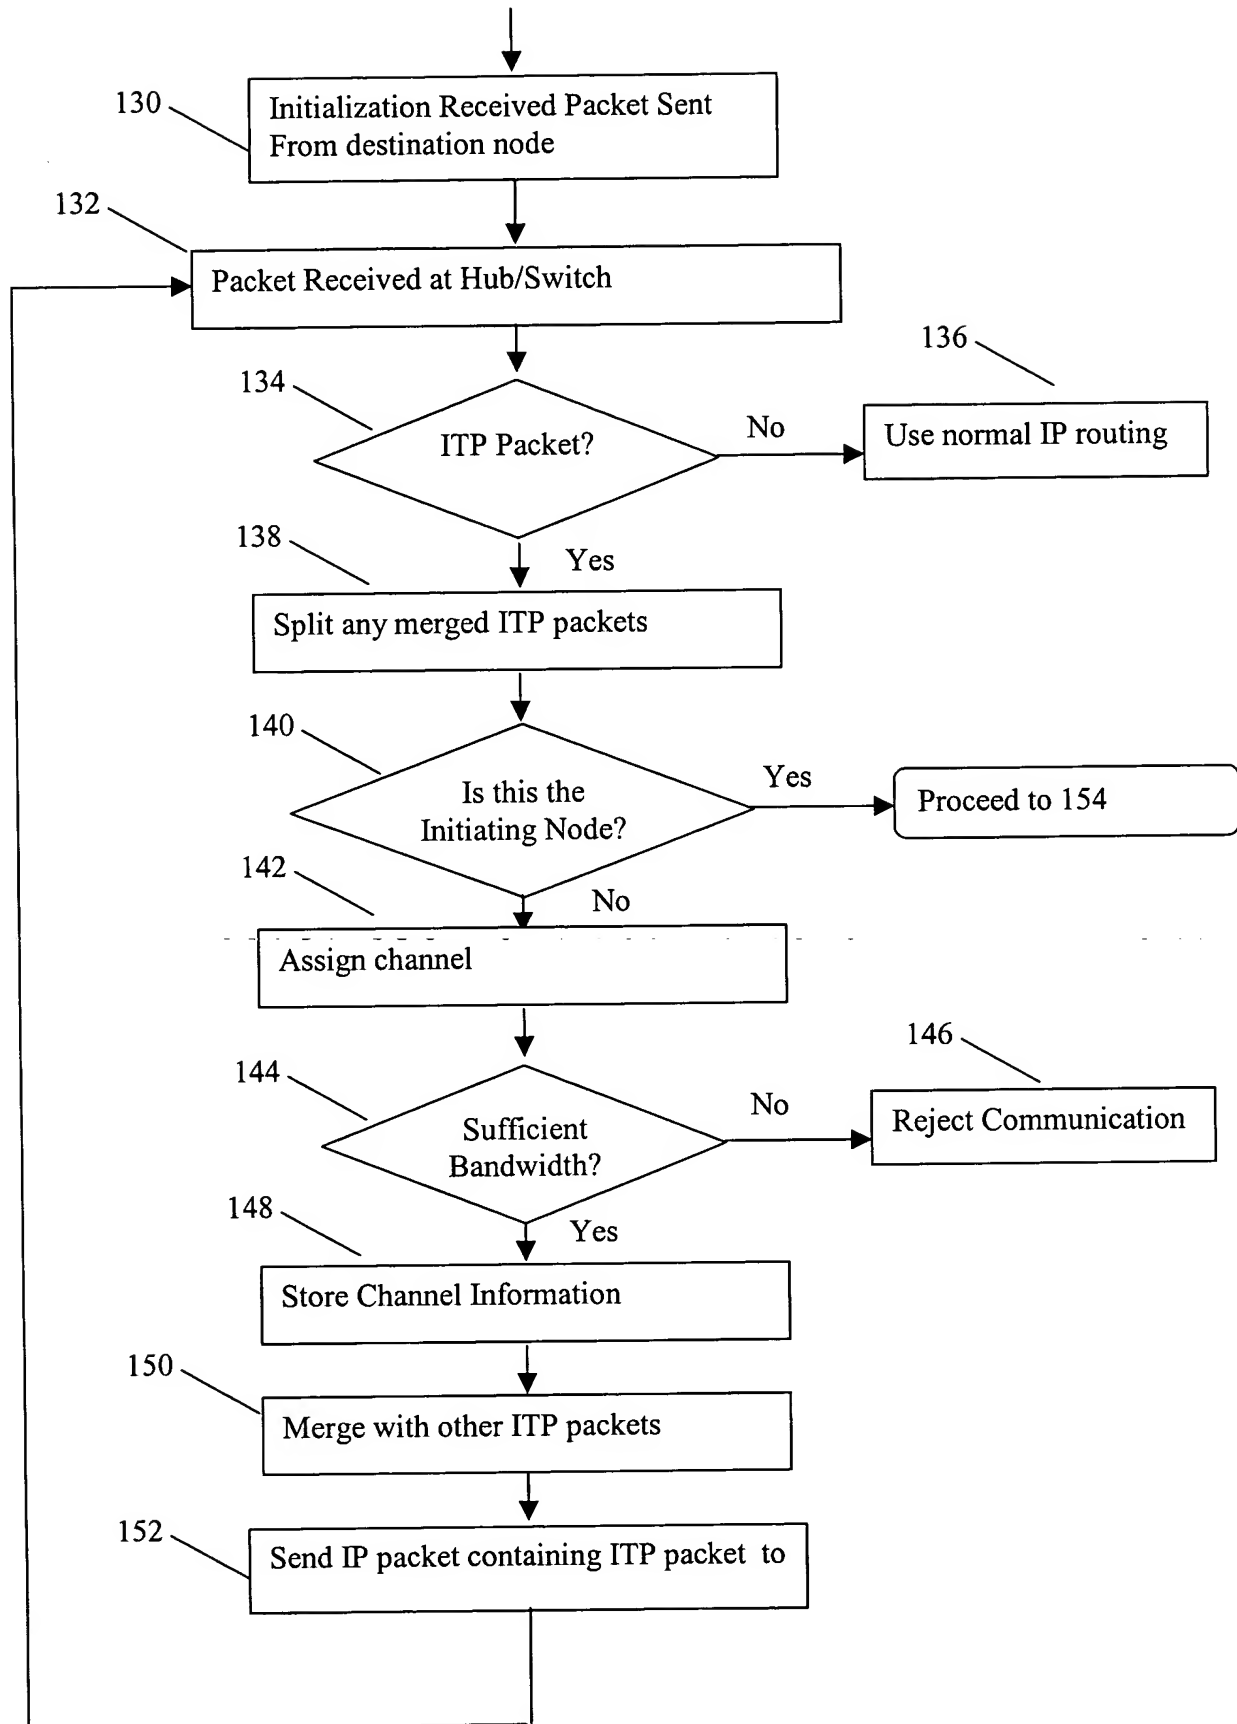 130
Initialization Received Packet Sent
From destination node
132
Packet Received at Hub/Switch
134
ITP Packet?
No
136
Use normal IP routing
Yes
138
Split any merged ITP packets
140
Is this the
Initiating Node?
Yes
Proceed to 154
No
142
Assign channel
144
Sufficient
Bandwidth?
No
146
Reject Communication
Yes
148
Store Channel Information
150
Merge with other ITP packets
152
Send IP packet containing ITP packet to